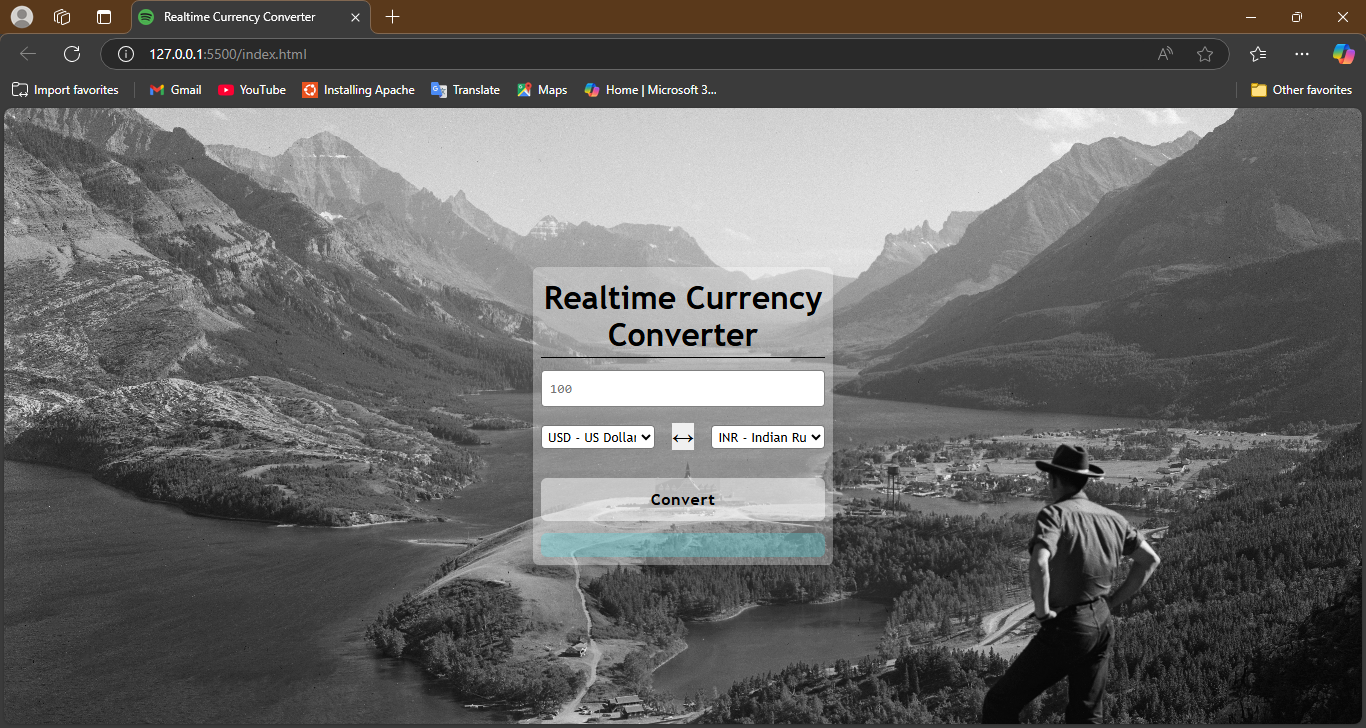 Realtime Currency Converter
127.0.0.1:5500/index.html
Import favorites
Gmail
YouTube
Installing Apache
Translate
Maps
Home | Microsoft 3...
Other favorites
Realtime Currency
Converter
100
USD - US Dollar
INR - Indian Ru
Convert